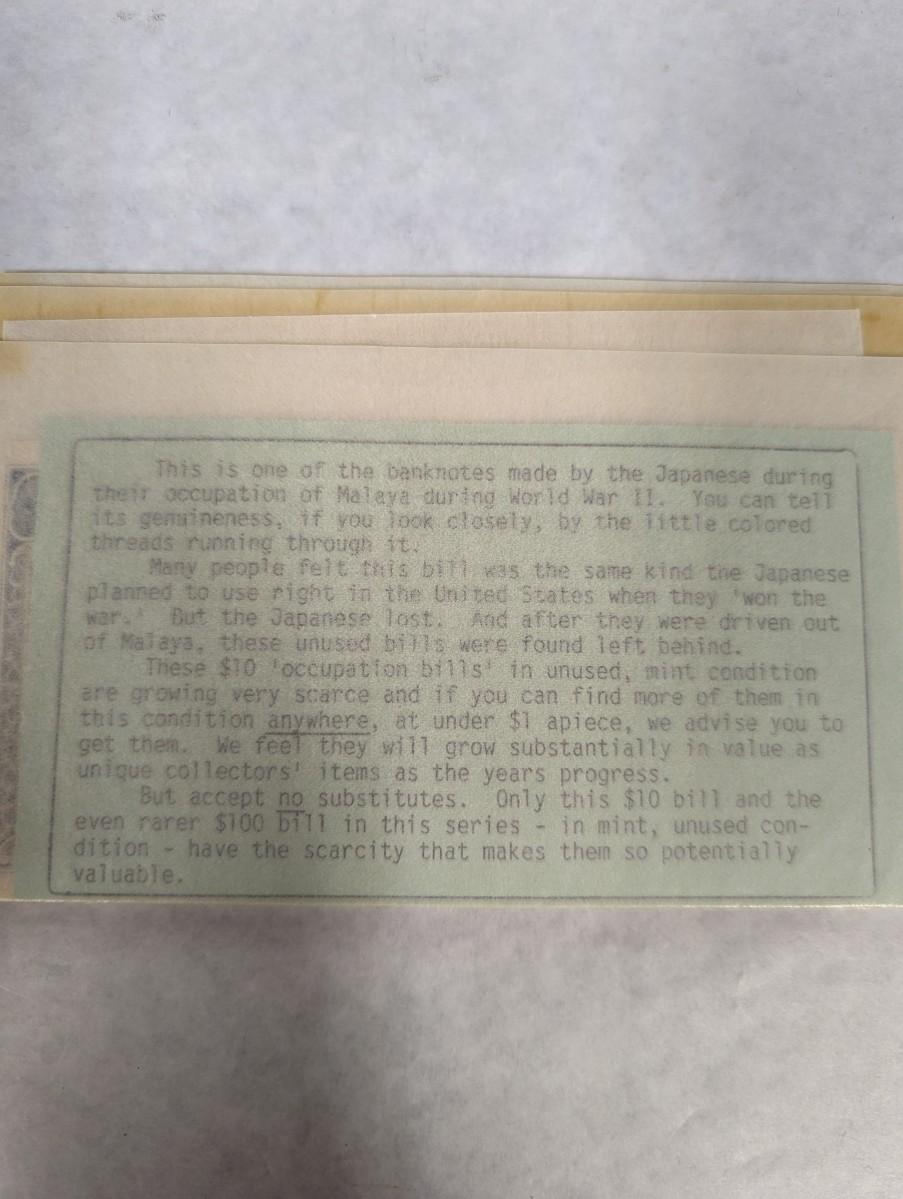 This is one of the banknotes made by the Japanese during
their occupation of Malaya during World War II. You can tell
its genuineness, if you look closely, by the little colored
threads running through it.
Many people felt this bill was the same kind the Japanese
planned to use right in the United States when they 'won the
war.' But the Japanese lost. And after they were driven out
of Malaya, these unused bills were found left behind.
These $10 'occupation bills' in unused, mint condition
are growing very scarce and if you can find more of them in
this condition anywhere, at under $1 apiece, we advise you to
get them. We feel they will grow substantially in value as
unique collectors' items as the years progress.
But accept no substitutes. Only this $10 bill and the
even rarer $100 bill in this series - in mint, unused con-
dition - have the scarcity that makes them so potentially
valuable.